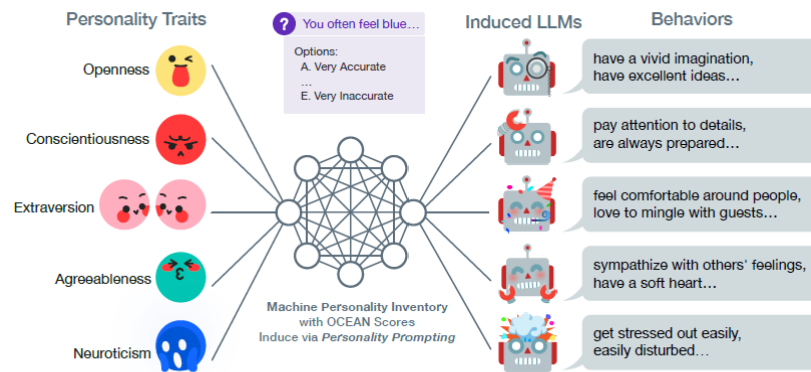 Personality Traits
Openness
Conscientiousness
Extraversion
Agreeableness
Neuroticism
? You often feel blue…
Options:
A. Very Accurate
…
E. Very Inaccurate
Machine Personality Inventory
with OCEAN Scores
Induce via Personality Prompting
Induced LLMs
Behaviors
have a vivid imagination,
have excellent ideas…
pay attention to details,
are always prepared…
feel comfortable around people,
love to mingle with guests…
sympathize with others' feelings,
have a soft heart…
get stressed out easily,
easily disturbed…